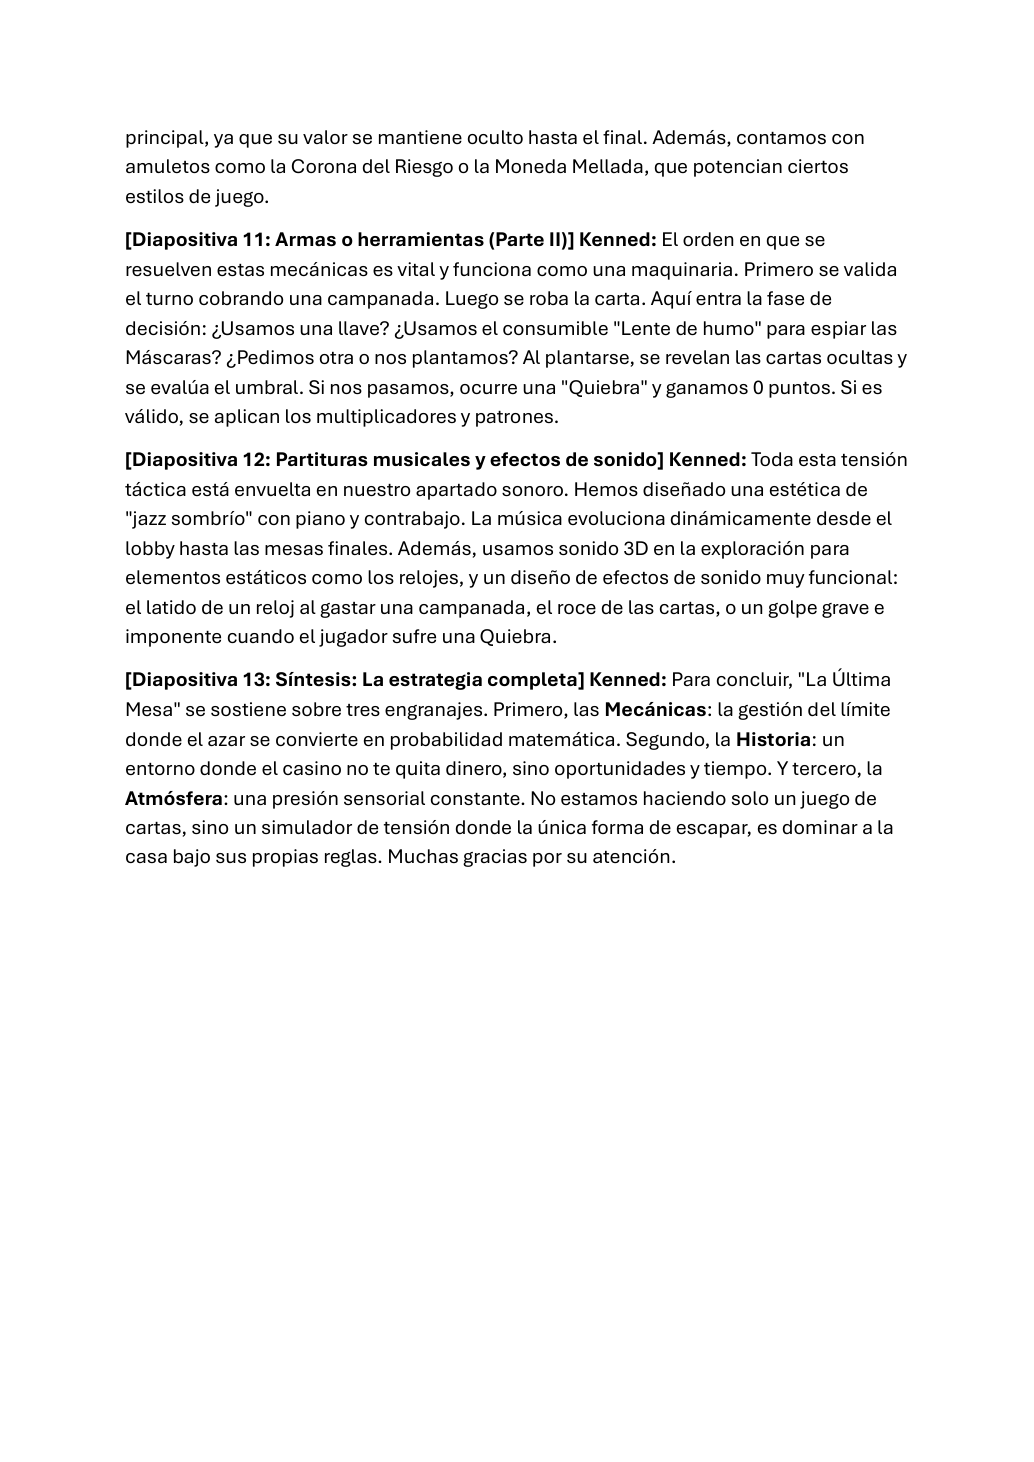 principal, ya que su valor se mantiene oculto hasta el final. Además, contamos con
amuletos como la Corona del Riesgo o la Moneda Mellada, que potencian ciertos
estilos de juego.
[Diapositiva 11: Armas o herramientas (Parte II)] Kenned: El orden en que se
resuelven estas mecánicas es vital y funciona como una maquinaria. Primero se valida
el turno cobrando una campanada. Luego se roba la carta. Aquí entra la fase de
decisión: ¿Usamos una llave? ¿Usamos el consumible "Lente de humo" para espiar las
Máscaras? ¿Pedimos otra o nos plantamos? Al plantarse, se revelan las cartas ocultas y
se evalúa el umbral. Si nos pasamos, ocurre una "Quiebra" y ganamos 0 puntos. Si es
válido, se aplican los multiplicadores y patrones.
[Diapositiva 12: Partituras musicales y efectos de sonido] Kenned: Toda esta tensión
táctica está envuelta en nuestro apartado sonoro. Hemos diseñado una estética de
"jazz sombrío" con piano y contrabajo. La música evoluciona dinámicamente desde el
lobby hasta las mesas finales. Además, usamos sonido 3D en la exploración para
elementos estáticos como los relojes, y un diseño de efectos de sonido muy funcional:
el latido de un reloj al gastar una campanada, el roce de las cartas, o un golpe grave e
imponente cuando el jugador sufre una Quiebra.
[Diapositiva 13: Síntesis: La estrategia completa] Kenned: Para concluir, "La Última
Mesa" se sostiene sobre tres engranajes. Primero, las Mecánicas: la gestión del límite
donde el azar se convierte en probabilidad matemática. Segundo, la Historia: un
entorno donde el casino no te quita dinero, sino oportunidades y tiempo. Y tercero, la
Atmósfera: una presión sensorial constante. No estamos haciendo solo un juego de
cartas, sino un simulador de tensión donde la única forma de escapar, es dominar a la
casa bajo sus propias reglas. Muchas gracias por su atención.